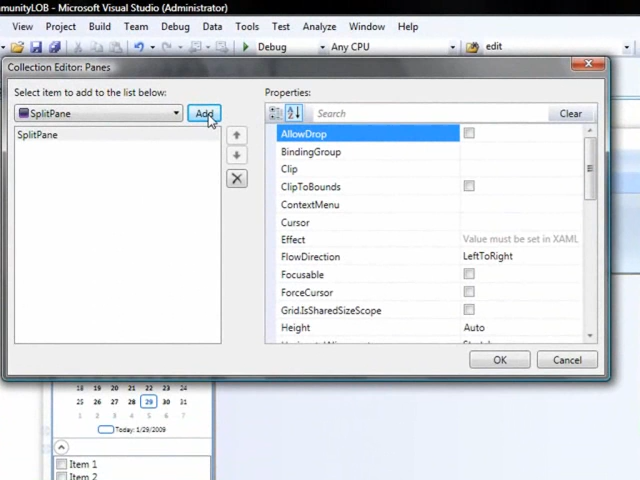 mmunityLOB - Microsoft Visual Studio (Administrator)
View Project Build Team Debug Data Tools Test Analyze Window Help
Debug Any CPU edit
Collection Editor: Panes
Select item to add to the list below:
SplitPane Add
SplitPane
Properties:
Search Clear
AllowDrop
BindingGroup
Clip
ClipToBounds
ContextMenu
Cursor
Effect Value must be set in XAML
FlowDirection LeftToRight
Focusable
ForceCursor
Grid.IsSharedSizeScope
Height Auto
OK Cancel
18 19 20 21 22 23 24
25 26 27 28 29 30 31
1 2 3 4 5 6 7
Today: 1/29/2009
Item 1
Item 2